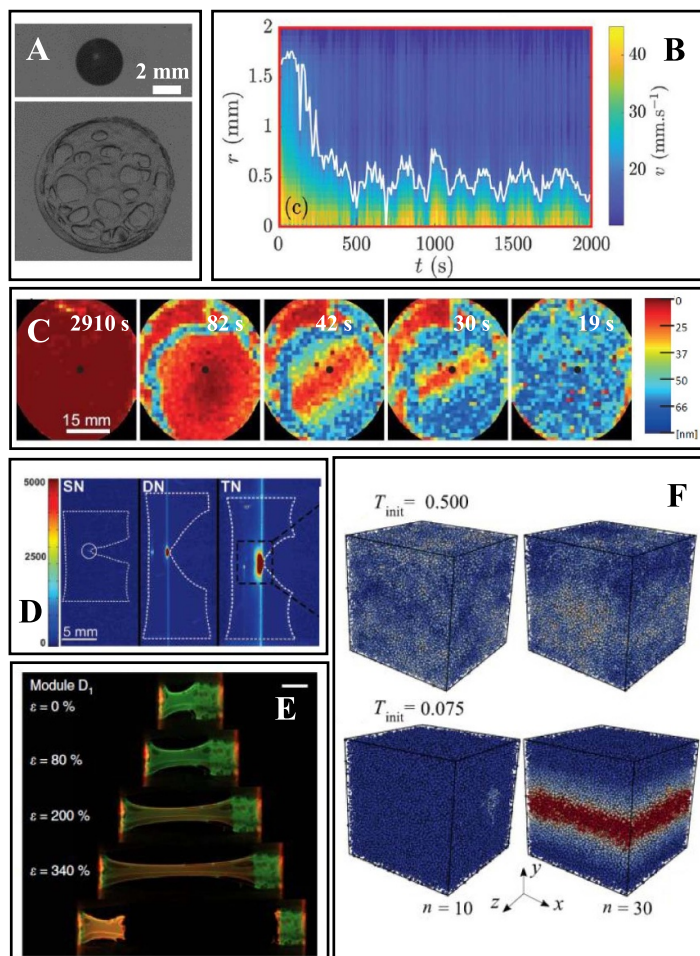 A
2 mm
B
2
1.5
1
0.5
0
r (mm)
(c)
0
500
1000
1500
2000
t (s)
40
30
20
v (mm.s⁻¹)
C
2910 s
82 s
42 s
30 s
19 s
15 mm
0
25
37
50
66
[nm]
D
5000
2500
0
SN
DN
TN
5 mm
E
Module D₁
ε = 0 %
ε = 80 %
ε = 200 %
ε = 340 %
F
T_init = 0.500
T_init = 0.075
y
z
x
n = 10
n = 30